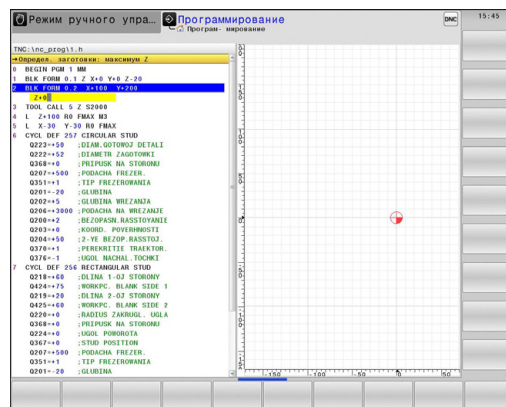 Режим ручного упра...
Программирование
Програм- мирование
DNC
15:45
TNC:\nc_prog\1.h
→Определ. заготовки: максимум Z
0 BEGIN PGM 1 MM
1 BLK FORM 0.1 Z X+0 Y+0 Z-20
2 BLK FORM 0.2 X+100 Y+200
Z+0
3 TOOL CALL 5 Z S2000
4 L Z+100 R0 FMAX M3
5 L X-30 Y-30 R0 FMAX
6 CYCL DEF 257 CIRCULAR STUD
Q223=+50 ;DIAM.GOTOWOJ DETALI
Q222=+52 ;DIAMETR ZAGOTOWKI
Q368=+0 ;PRIPUSK NA STORONU
Q207=+500 ;PODACHA FREZER.
Q351=+1 ;TIP FREZEROWANIA
Q201=-20 ;GLUBINA
Q202=+5 ;GLUBINA WREZANJA
Q206=+3000 ;PODACHA NA WREZANJE
Q200=+2 ;BEZOPASN.RASSTOYANIE
Q203=+0 ;KOORD. POVERHNOSTI
Q204=+50 ;2-YE BEZOP.RASSTOJ.
Q370=+1 ;PEREKRITIE TRAEKTOR.
Q376=-1 ;UGOL NACHAL.TOCHKI
7 CYCL DEF 256 RECTANGULAR STUD
Q218=+60 ;DLINA 1-OJ STORONY
Q424=+75 ;WORKPC. BLANK SIDE 1
Q219=+20 ;DLINA 2-OJ STORONY
Q425=+60 ;WORKPC. BLANK SIDE 2
Q220=+0 ;RADIUS ZAKRUGL. UGLA
Q368=+0 ;PRIPUSK NA STORONU
Q224=+0 ;UGOL POWOROTA
Q367=+0 ;STUD POSITION
Q207=+500 ;PODACHA FREZER.
Q351=+1 ;TIP FREZEROWANIA
Q201=-20 ;GLUBINA
-150 -100 -50 0 50